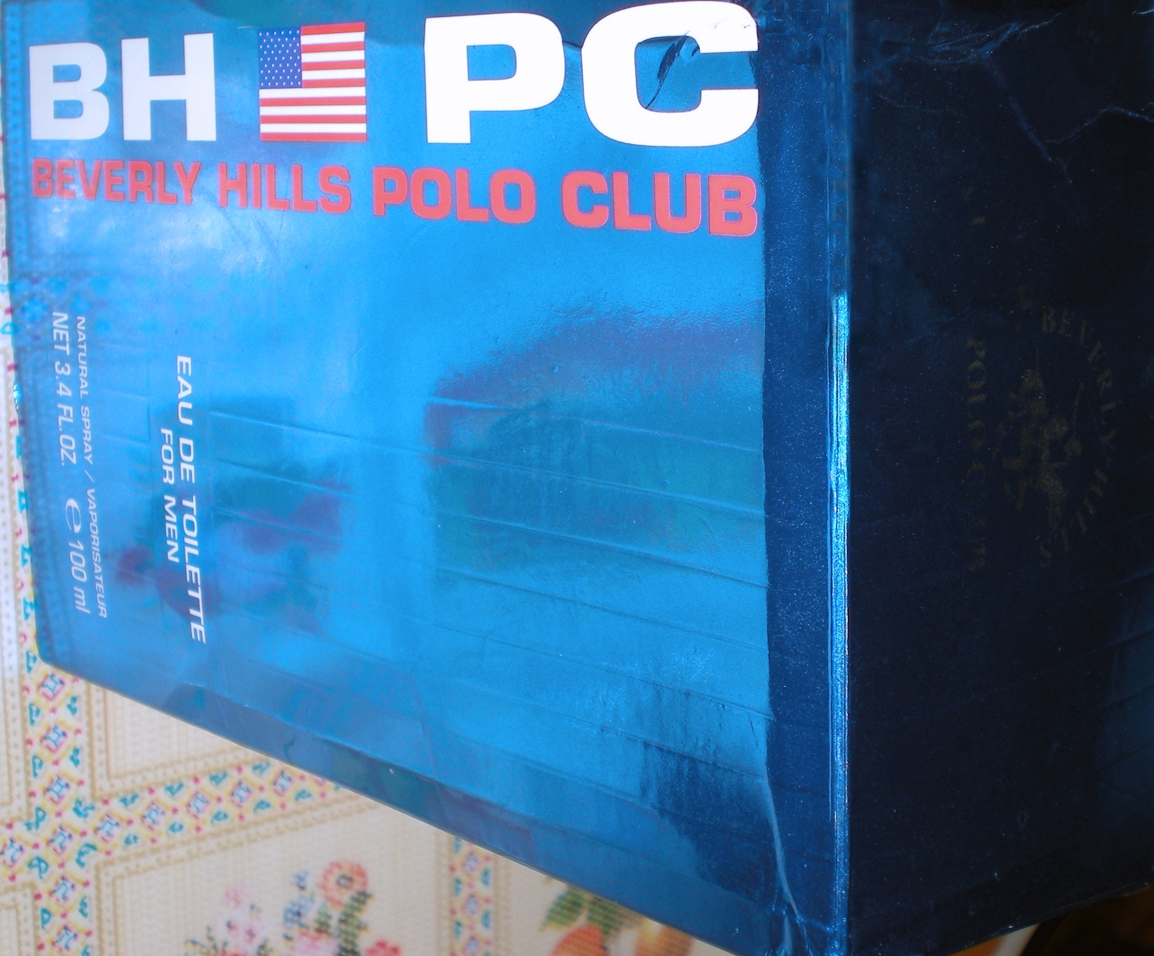 BH PC
BEVERLY HILLS POLO CLUB
EAU DE TOILETTE
FOR MEN
NATURAL SPRAY / VAPORISATEUR
NET 3.4 FL.OZ. ℮ 100 ml
BEVERLY HILLS
POLO CLUB